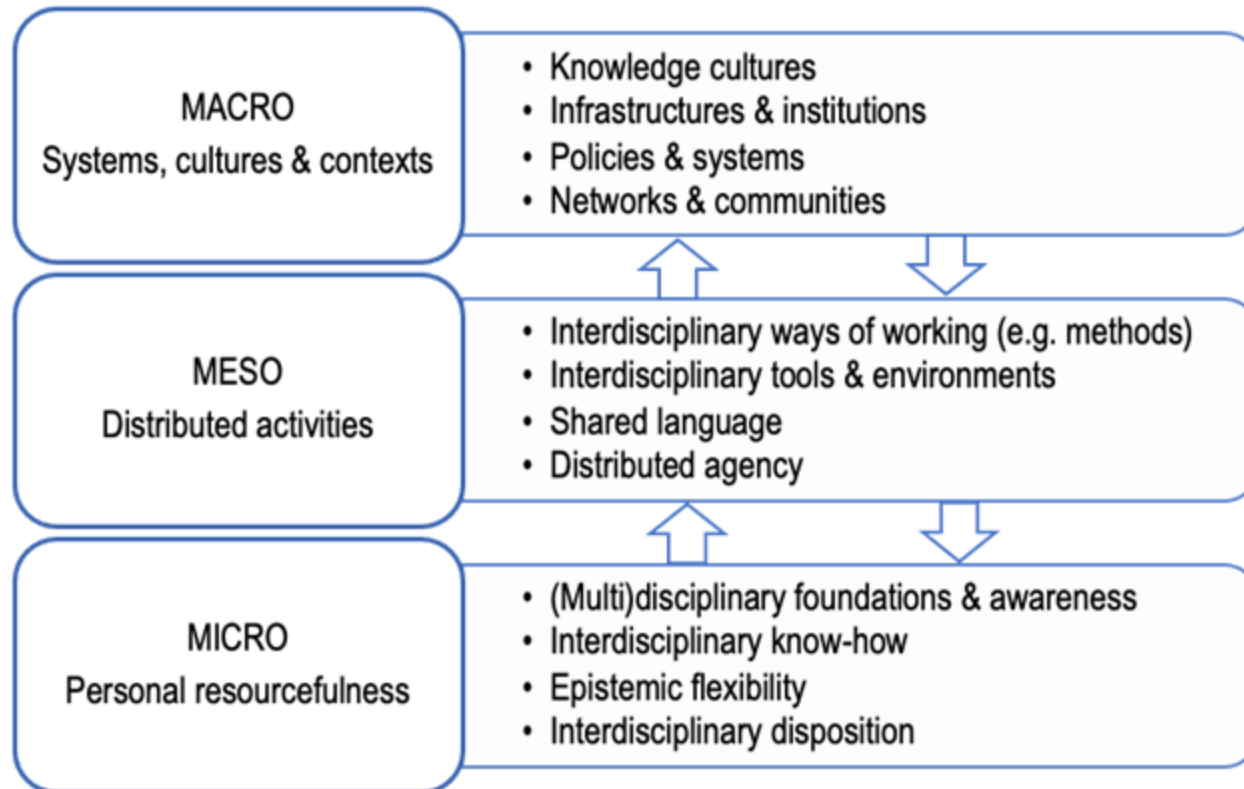 MACRO
Systems, cultures & contexts
• Knowledge cultures
• Infrastructures & institutions
• Policies & systems
• Networks & communities
MESO
Distributed activities
• Interdisciplinary ways of working (e.g. methods)
• Interdisciplinary tools & environments
• Shared language
• Distributed agency
MICRO
Personal resourcefulness
• (Multi)disciplinary foundations & awareness
• Interdisciplinary know-how
• Epistemic flexibility
• Interdisciplinary disposition